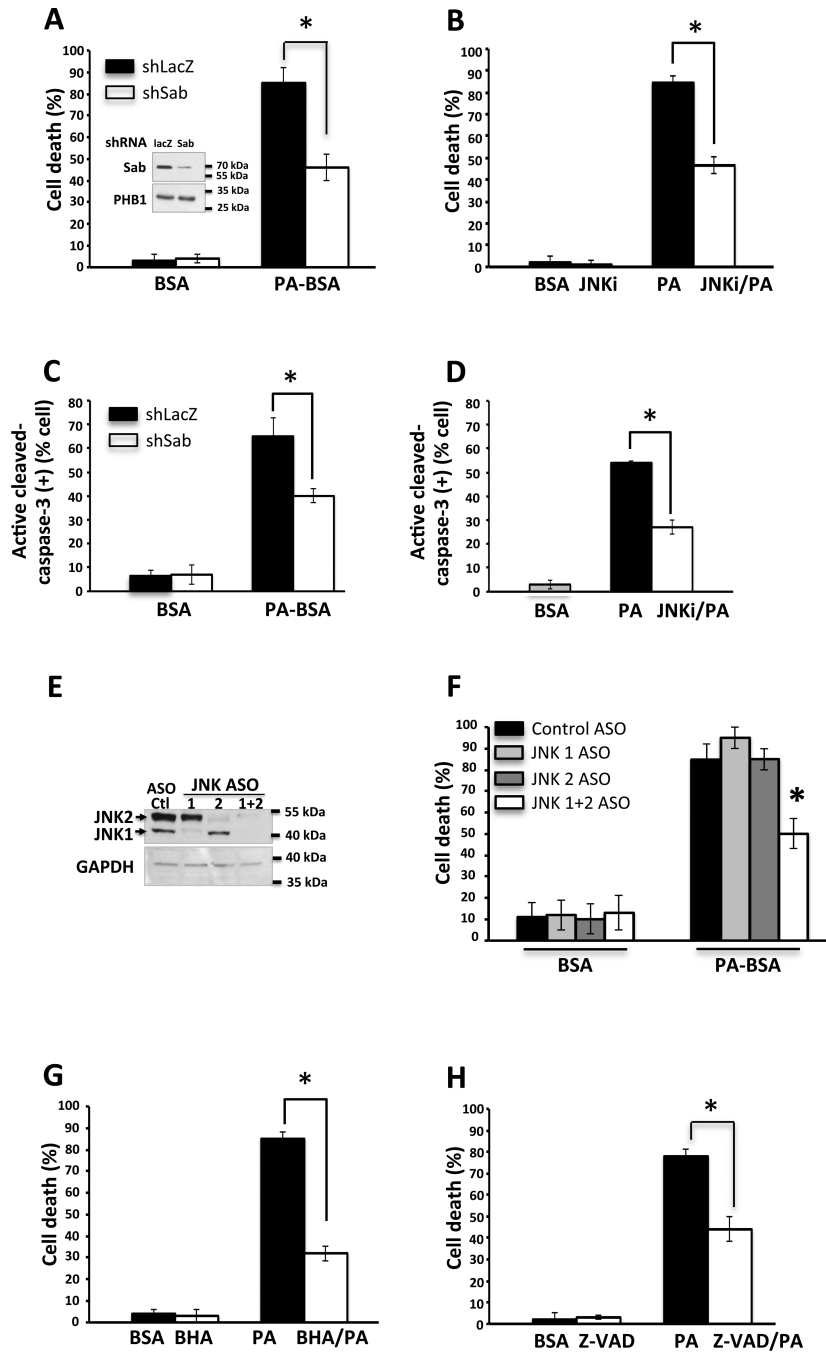 A
Cell death (%)
100
90
80
70
60
50
40
30
20
10
0
shLacZ
shSab
*
shRNA lacZ Sab
Sab
70 kDa
55 kDa
PHB1
35 kDa
25 kDa
BSA
PA-BSA
B
Cell death (%)
100
90
80
70
60
50
40
30
20
10
0
*
BSA JNKi
PA JNKi/PA
C
Active cleaved-
caspase-3 (+) (% cell)
80
70
60
50
40
30
20
10
0
shLacZ
shSab
*
BSA
PA-BSA
D
Active cleaved-
caspase-3 (+) (% cell)
80
70
60
50
40
30
20
10
0
*
BSA
PA JNKi/PA
E
ASO
Ctl
JNK ASO
1 2 1+2
JNK2
JNK1
55 kDa
40 kDa
GAPDH
40 kDa
35 kDa
F
Cell death (%)
100
90
80
70
60
50
40
30
20
10
0
Control ASO
JNK 1 ASO
JNK 2 ASO
JNK 1+2 ASO
*
BSA
PA-BSA
G
Cell death (%)
100
90
80
70
60
50
40
30
20
10
0
*
BSA BHA
PA BHA/PA
H
Cell death (%)
100
90
80
70
60
50
40
30
20
10
0
*
BSA Z-VAD
PA Z-VAD/PA